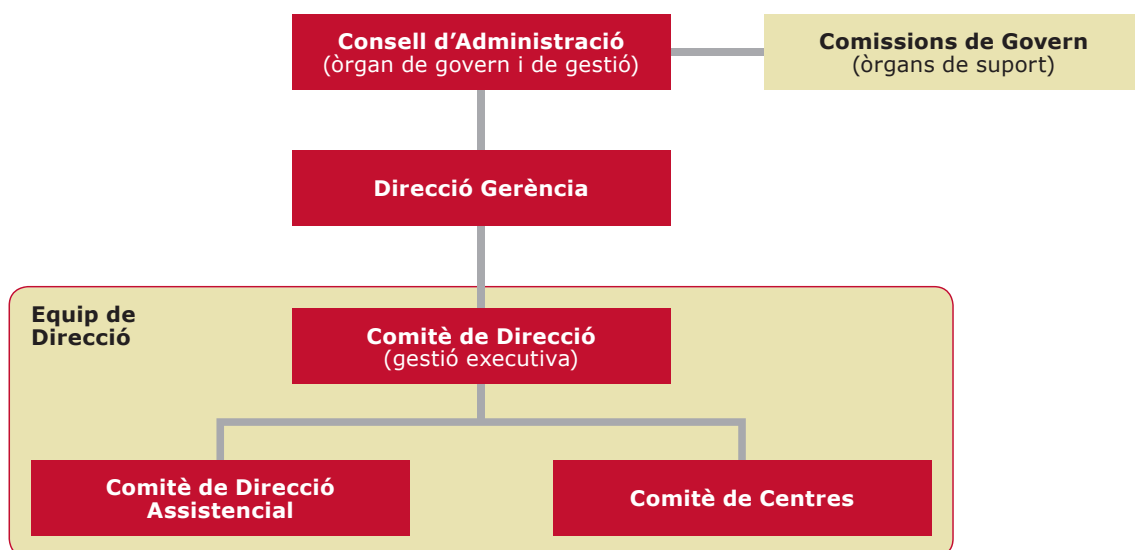 Consell d’Administració
(òrgan de govern i de gestió)
Comissions de Govern
(òrgans de suport)
Direcció Gerència
Equip de
Direcció
Comitè de Direcció
(gestió executiva)
Comitè de Direcció
Assistencial
Comitè de Centres